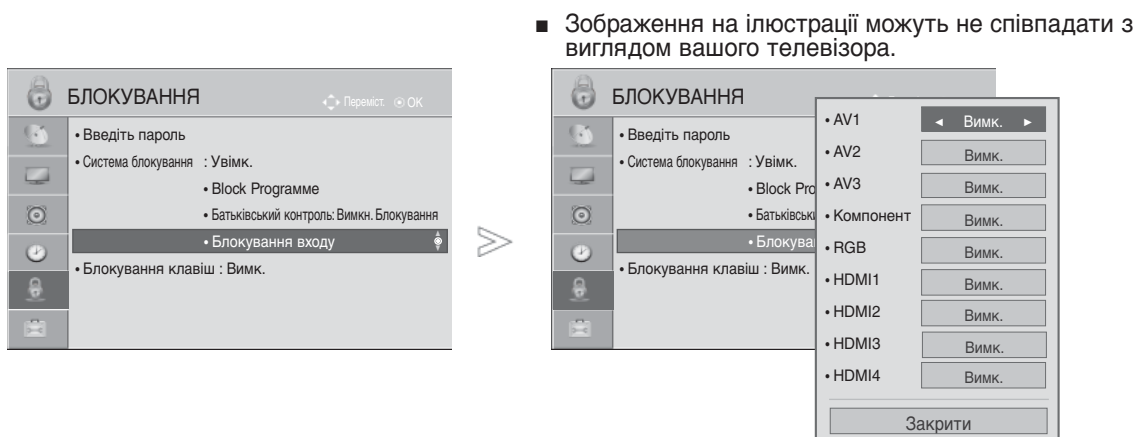 ■ Зображення на ілюстрації можуть не співпадати з
виглядом вашого телевізора.
БЛОКУВАННЯ
Переміст. OK
• Введіть пароль
• Система блокування : Увімк.
• Block Programme
• Батьківський контроль: Вимкн. Блокування
• Блокування входу
• Блокування клавіш : Вимк.
БЛОКУВАННЯ
• Введіть пароль
• Система блокування : Увімк.
• Block Pro
• Батьківськи
• Блокува
• Блокування клавіш : Вимк.
• AV1 ◄ Вимк. ►
• AV2 Вимк.
• AV3 Вимк.
• Компонент Вимк.
• RGB Вимк.
• HDMI1 Вимк.
• HDMI2 Вимк.
• HDMI3 Вимк.
• HDMI4 Вимк.
Закрити